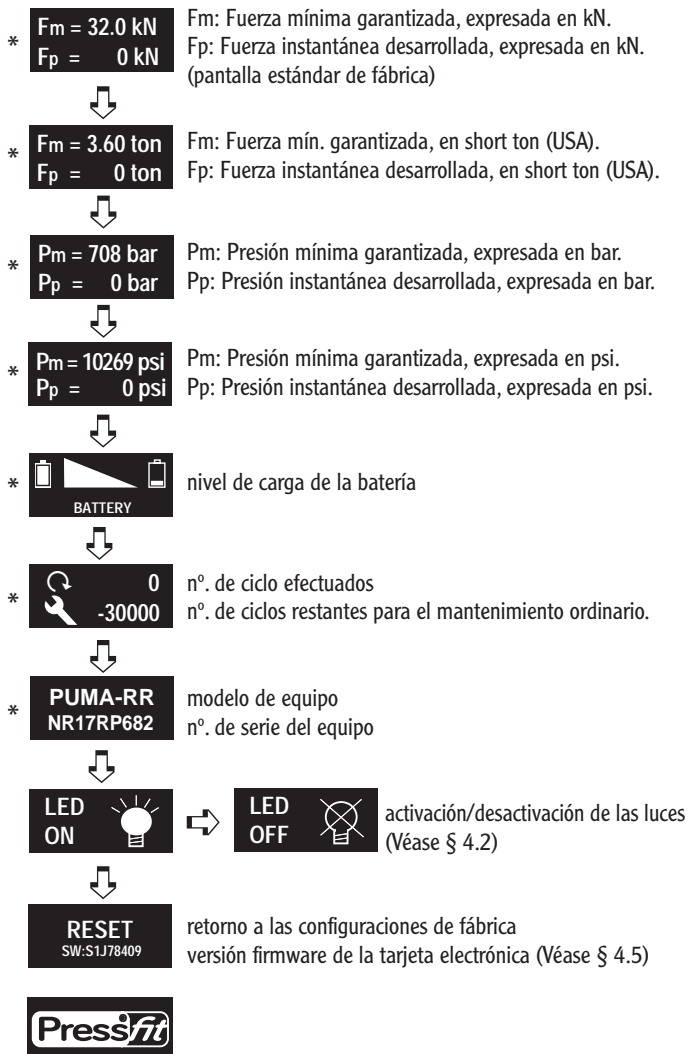 * Fm = 32.0 kN
Fp = 0 kN
Fm: Fuerza mínima garantizada, expresada en kN.
Fp: Fuerza instantánea desarrollada, expresada en kN.
(pantalla estándar de fábrica)
* Fm = 3.60 ton
Fp = 0 ton
Fm: Fuerza mín. garantizada, en short ton (USA).
Fp: Fuerza instantánea desarrollada, en short ton (USA).
* Pm = 708 bar
Pp = 0 bar
Pm: Presión mínima garantizada, expresada en bar.
Pp: Presión instantánea desarrollada, expresada en bar.
* Pm = 10269 psi
Pp = 0 psi
Pm: Presión mínima garantizada, expresada en psi.
Pp: Presión instantánea desarrollada, expresada en psi.
* BATTERY
nivel de carga de la batería
* 0
-30000
nº. de ciclo efectuados
nº. de ciclos restantes para el mantenimiento ordinario.
* PUMA-RR
NR17RP682
modelo de equipo
nº. de serie del equipo
LED
ON
LED
OFF
activación/desactivación de las luces
(Véase § 4.2)
RESET
SW:S1J78409
retorno a las configuraciones de fábrica
versión firmware de la tarjeta electrónica (Véase § 4.5)
Pressfit